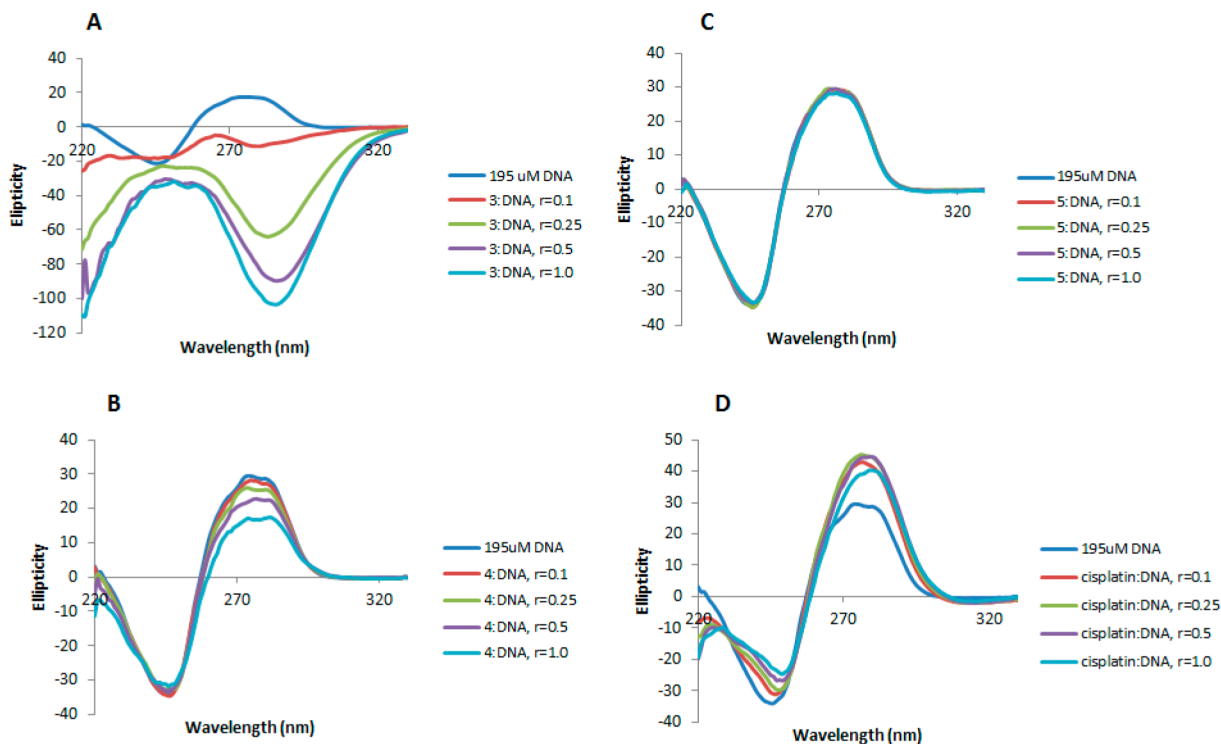 A
40
20
0
-20
-40
-60
-80
-100
-120
220
270
320
Elipticity
Wavelength (nm)
195 uM DNA
3:DNA, r=0.1
3:DNA, r=0.25
3:DNA, r=0.5
3:DNA, r=1.0
C
40
30
20
10
0
-10
-20
-30
-40
220
270
320
Ellipticity
Wavelength (nm)
195uM DNA
5:DNA, r=0.1
5:DNA, r=0.25
5:DNA, r=0.5
5:DNA, r=1.0
B
40
30
20
10
0
-10
-20
-30
-40
220
270
320
Ellipticity
Wavelength (nm)
195uM DNA
4:DNA, r=0.1
4:DNA, r=0.25
4:DNA, r=0.5
4:DNA, r=1.0
D
50
40
30
20
10
0
-10
-20
-30
-40
220
270
320
Ellipticity
Wavelength (nm)
195uM DNA
cisplatin:DNA, r=0.1
cisplatin:DNA, r=0.25
cisplatin:DNA, r=0.5
cisplatin:DNA, r=1.0